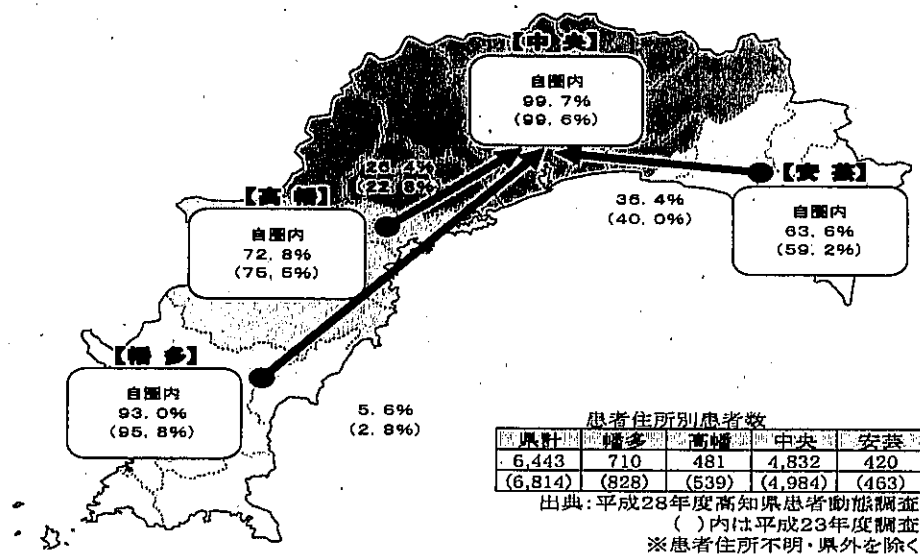 【中 央】
自圏内
99.7%
(99.6%)
26.4%
(22.8%)
【高 幡】
自圏内
72.8%
(75.5%)
【安 芸】
自圏内
63.6%
(59.2%)
36.4%
(40.0%)
【幡 多】
自圏内
93.0%
(95.8%)
5.6%
(2.8%)
患者住所別患者数
県計 幡多 高幡 中央 安芸
6,443 710 481 4,832 420
(6,814) (828) (539) (4,984) (463)
出典:平成28年度高知県患者動態調査
( )内は平成23年度調査
※患者住所不明・県外を除く